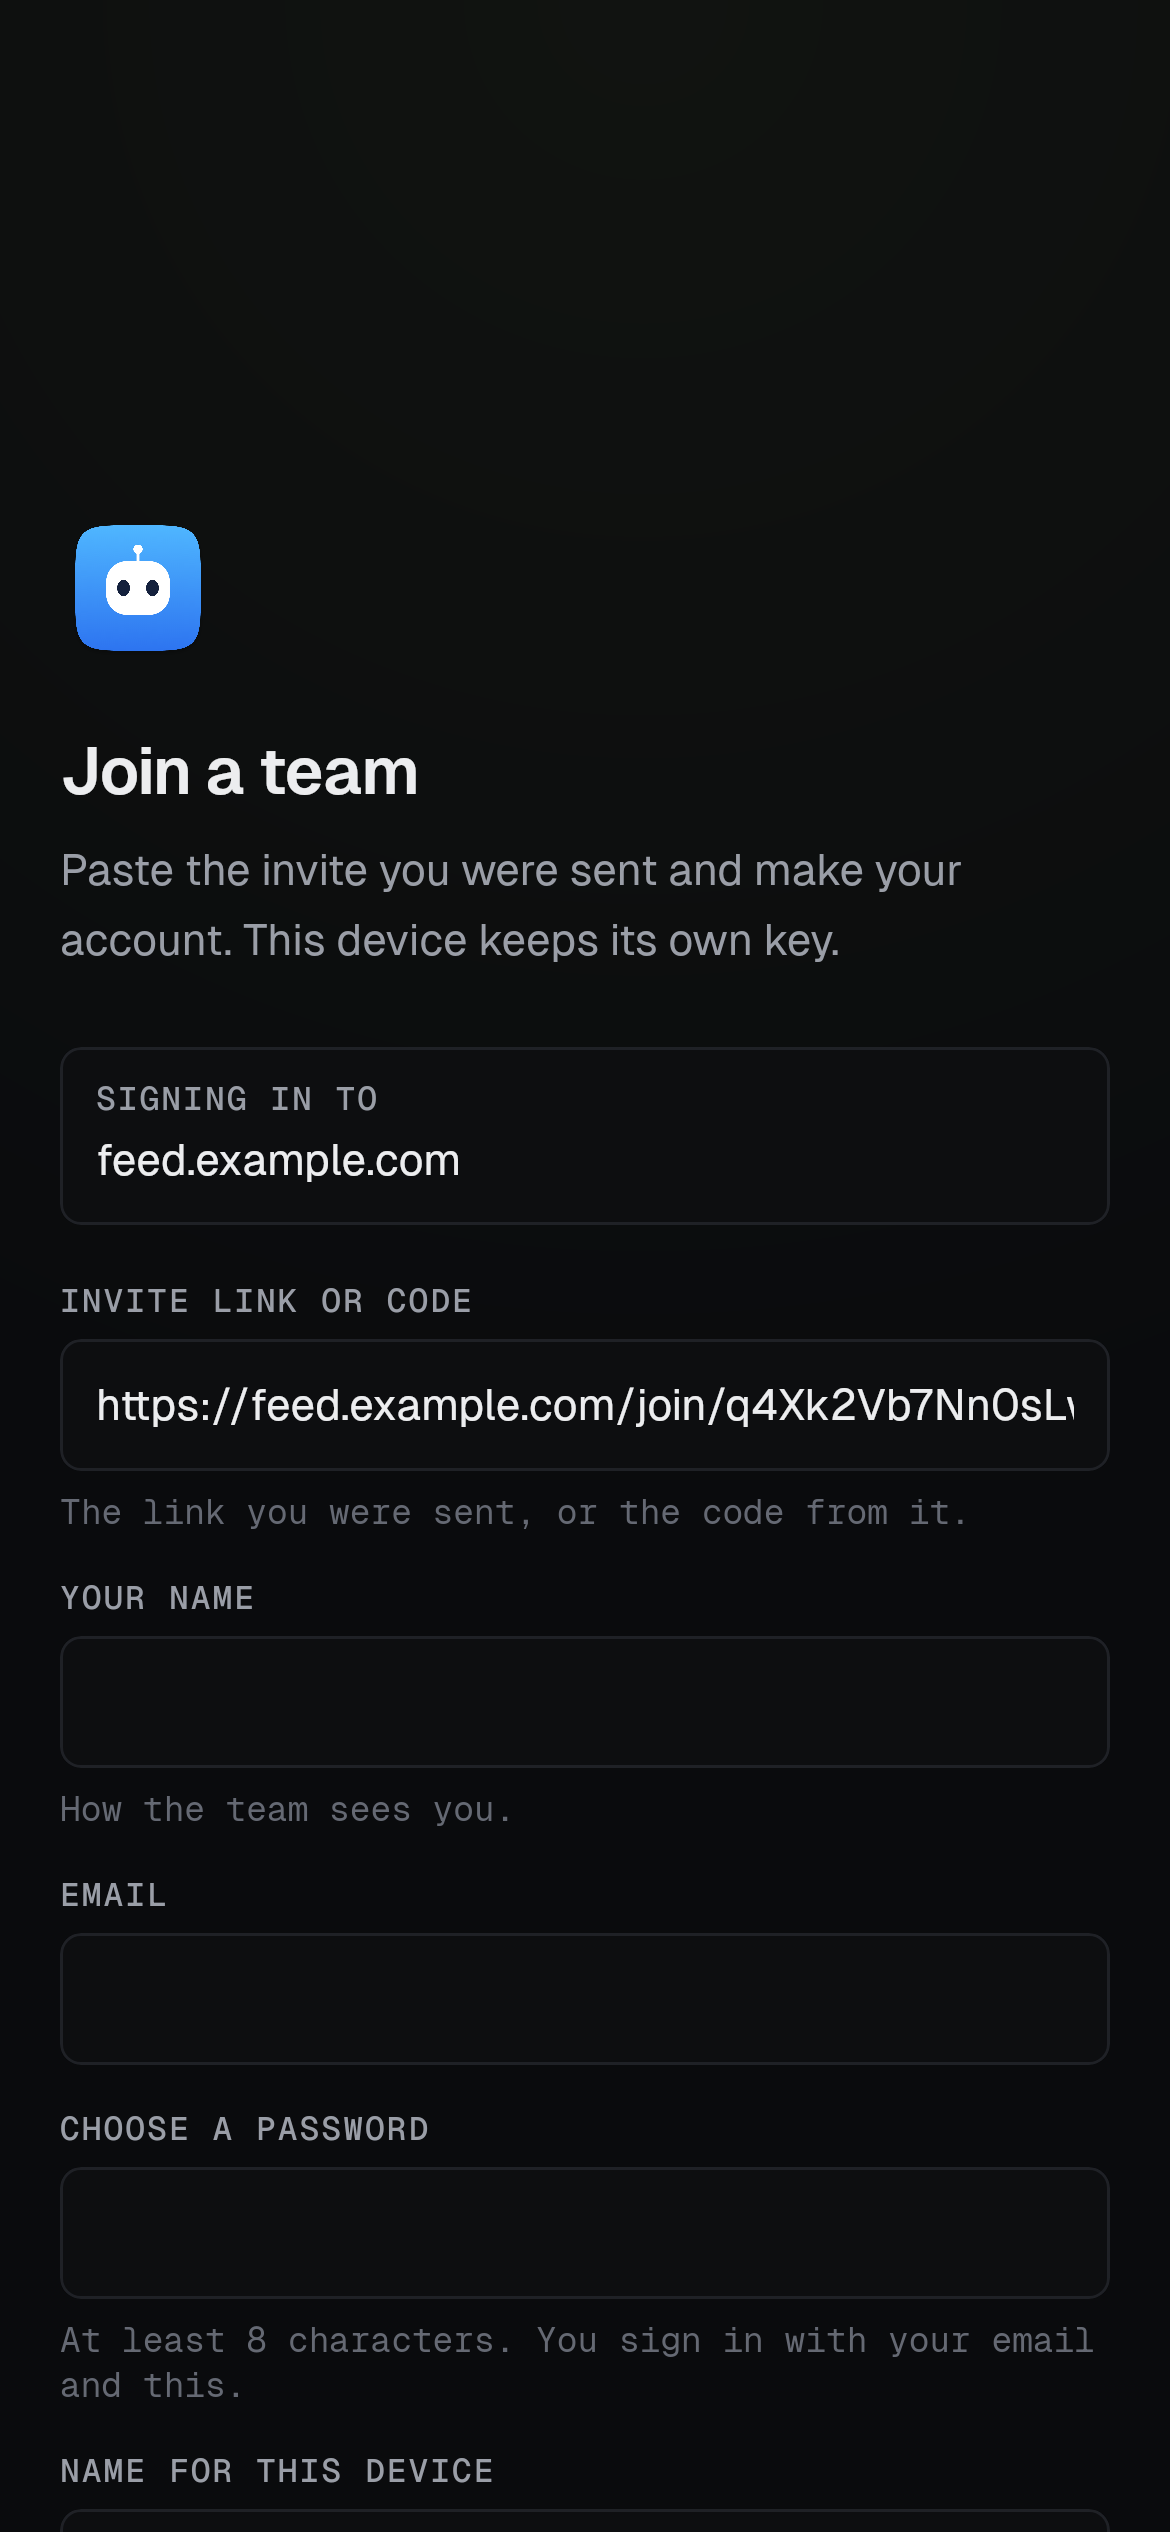 Join a team
Paste the invite you were sent and make your
account. This device keeps its own key.
SIGNING IN TO
feed.example.com
INVITE LINK OR CODE
https://feed.example.com/join/q4Xk2Vb7Nn0sL
The link you were sent, or the code from it.
YOUR NAME
How the team sees you.
EMAIL
CHOOSE A PASSWORD
At least 8 characters. You sign in with your email
and this.
NAME FOR THIS DEVICE